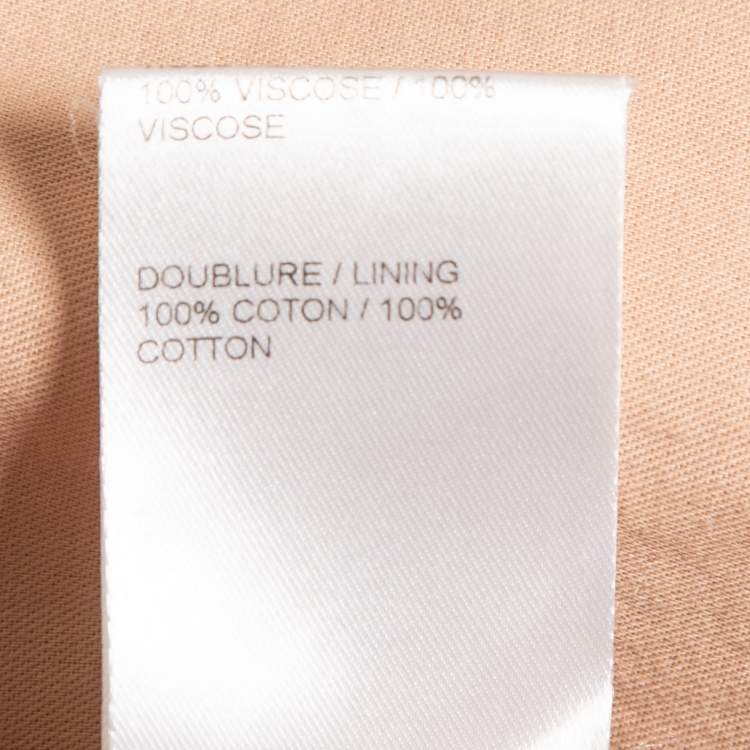 100% VISCOSE / 100%
VISCOSE
DOUBLURE / LINING
100% COTON / 100%
COTTON